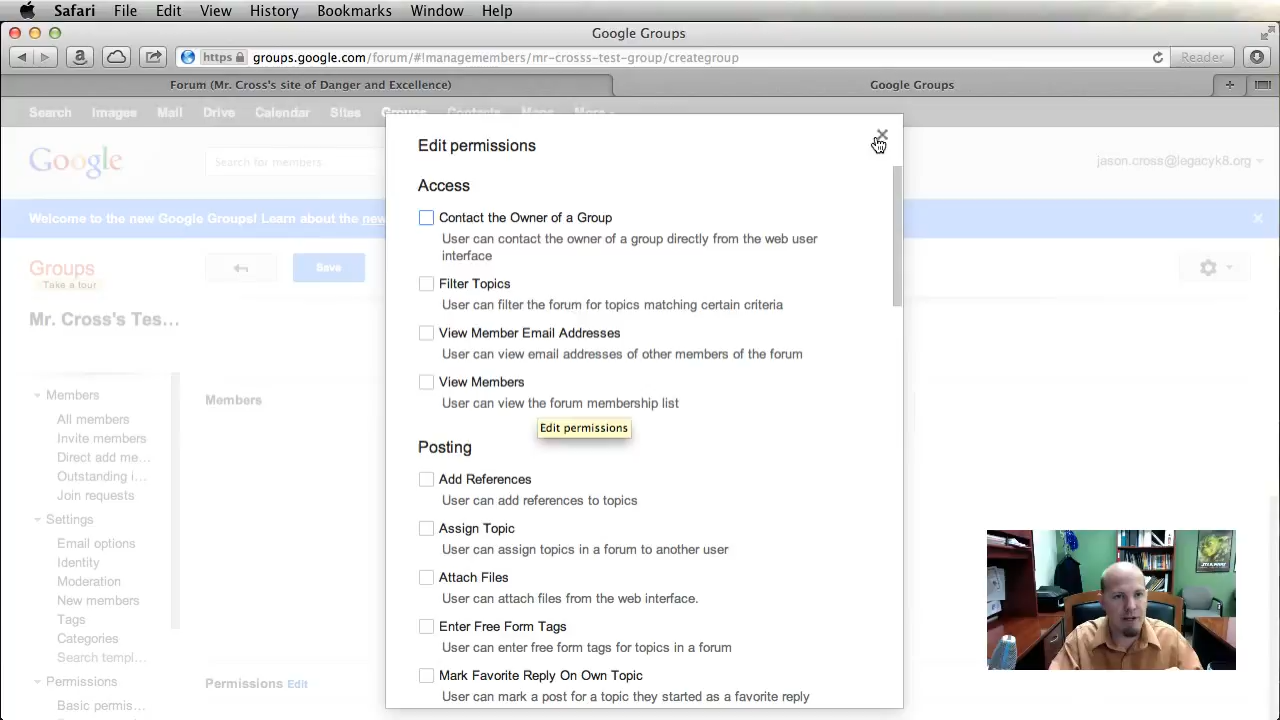 Safari File Edit View History Bookmarks Window Help
Google Groups
https groups.google.com/forum/#!managemembers/mr-crosss-test-group/creategroup Reader
Forum (Mr. Cross's site of Danger and Excellence) Google Groups
Search Images Mail Drive Calendar Sites Groups Contacts Maps More
Google Search for members jason.cross@legacyk8.org
Welcome to the new Google Groups! Learn about the new
Groups
Take a tour
Save
Mr. Cross's Tes...
Members
All members
Invite members
Direct add me...
Outstanding i...
Join requests
Settings
Email options
Identity
Moderation
New members
Tags
Categories
Search templ...
Permissions
Basic permis...
Members
Permissions Edit
Edit permissions
Access
Contact the Owner of a Group
User can contact the owner of a group directly from the web user
interface
Filter Topics
User can filter the forum for topics matching certain criteria
View Member Email Addresses
User can view email addresses of other members of the forum
View Members
User can view the forum membership list
Edit permissions
Posting
Add References
User can add references to topics
Assign Topic
User can assign topics in a forum to another user
Attach Files
User can attach files from the web interface.
Enter Free Form Tags
User can enter free form tags for topics in a forum
Mark Favorite Reply On Own Topic
User can mark a post for a topic they started as a favorite reply